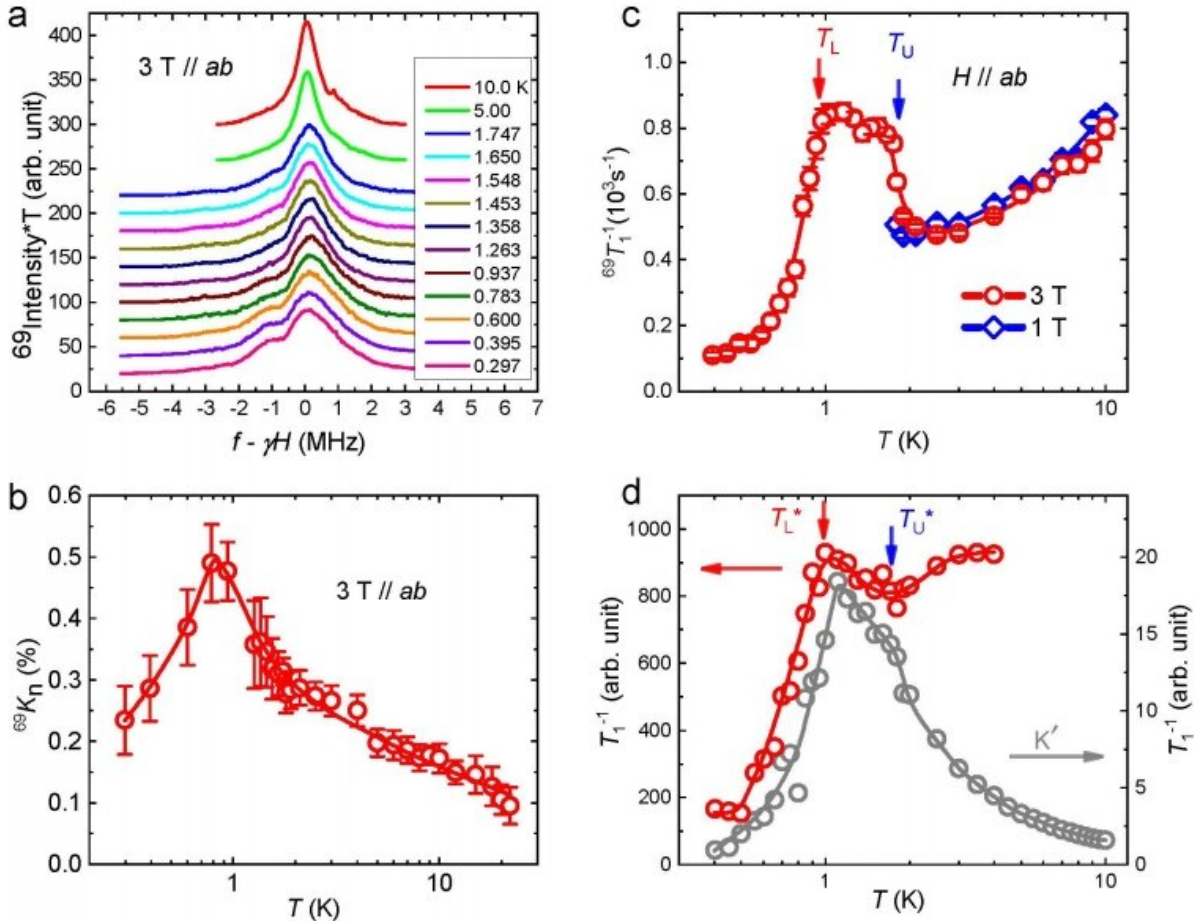 a
69Intensity*T (arb. unit)
400
350
300
250
200
150
100
50
0
3 T // ab
10.0 K
5.00
1.747
1.650
1.548
1.453
1.358
1.263
0.937
0.783
0.600
0.395
0.297
-6 -5 -4 -3 -2 -1 0 1 2 3 4 5 6 7
f - γH (MHz)
b
⁶⁹Kₙ (%)
0.6
0.5
0.4
0.3
0.2
0.1
0.0
3 T // ab
1 10
T (K)
c
⁶⁹T₁⁻¹(10³s⁻¹)
1.0
0.8
0.6
0.4
0.2
0.0
T_L
T_U
H // ab
3 T
1 T
1 10
T (K)
d
T₁⁻¹ (arb. unit)
1000
800
600
400
200
0
T_L*
T_U*
K′
20
15
10
5
0
T₁⁻¹ (arb. unit)
1 10
T (K)